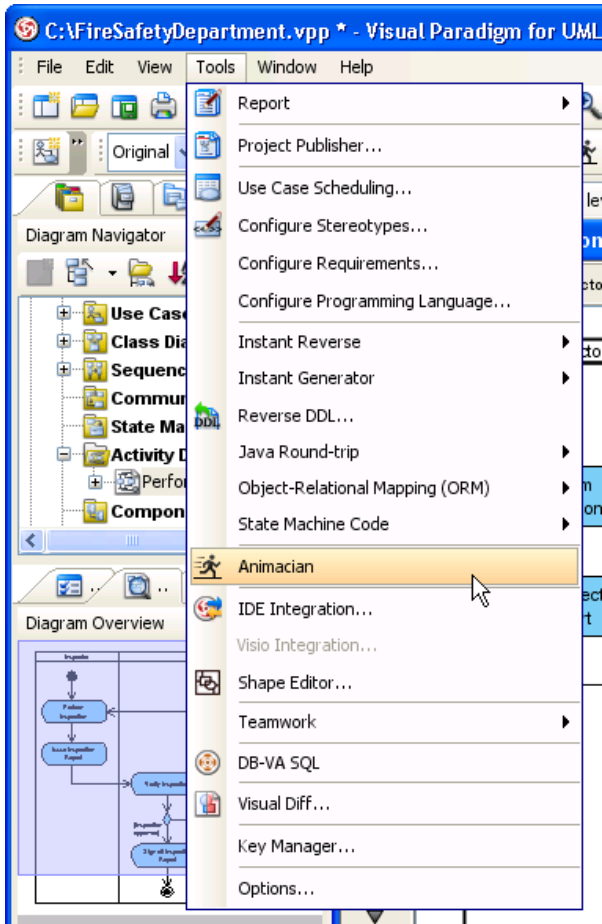 C:\FireSafetyDepartment.vpp * - Visual Paradigm for UML
File Edit View Tools Window Help
Original
Diagram Navigator
Use Cas
Class Dia
Sequenc
Commur
State Ma
Activity D
Perfor
Compon
Report
Project Publisher...
Use Case Scheduling...
Configure Stereotypes...
Configure Requirements...
Configure Programming Language...
Instant Reverse
Instant Generator
DDL
Reverse DDL...
Java Round-trip
Object-Relational Mapping (ORM)
State Machine Code
Animacian
IDE Integration...
Visio Integration...
Shape Editor...
Teamwork
DB-VA SQL
Visual Diff...
Key Manager...
Options...
Diagram Overview